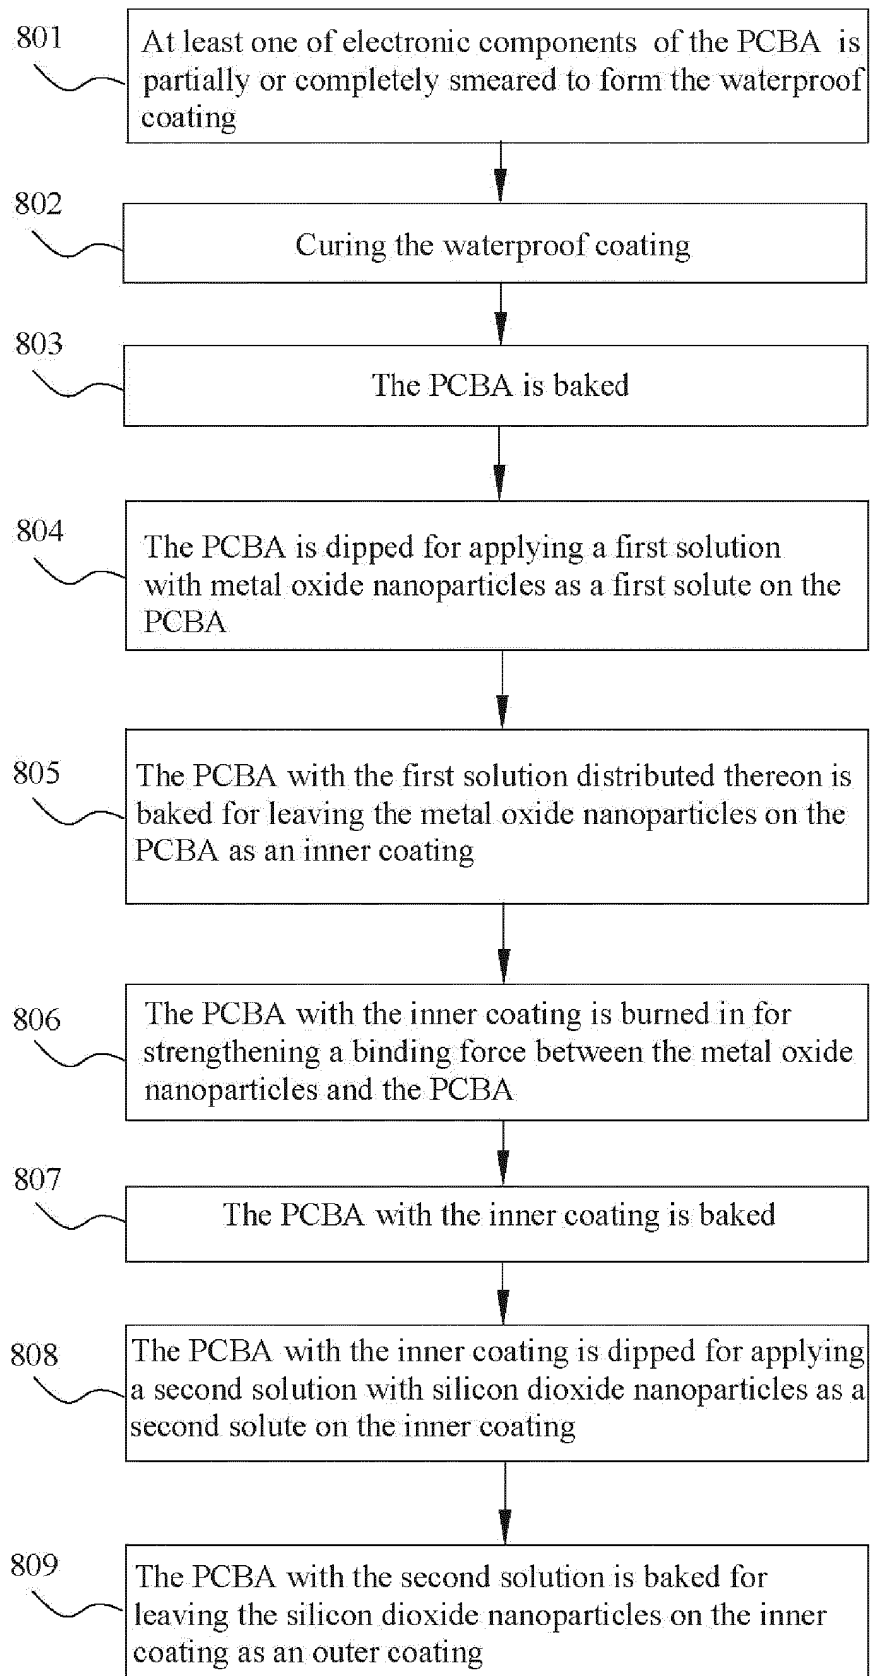 801
At least one of electronic components of the PCBA is
partially or completely smeared to form the waterproof
coating
802
Curing the waterproof coating
803
The PCBA is baked
804
The PCBA is dipped for applying a first solution
with metal oxide nanoparticles as a first solute on the
PCBA
805
The PCBA with the first solution distributed thereon is
baked for leaving the metal oxide nanoparticles on the
PCBA as an inner coating
806
The PCBA with the inner coating is burned in for
strengthening a binding force between the metal oxide
nanoparticles and the PCBA
807
The PCBA with the inner coating is baked
808
The PCBA with the inner coating is dipped for applying
a second solution with silicon dioxide nanoparticles as a
second solute on the inner coating
809
The PCBA with the second solution is baked for
leaving the silicon dioxide nanoparticles on the inner
coating as an outer coating